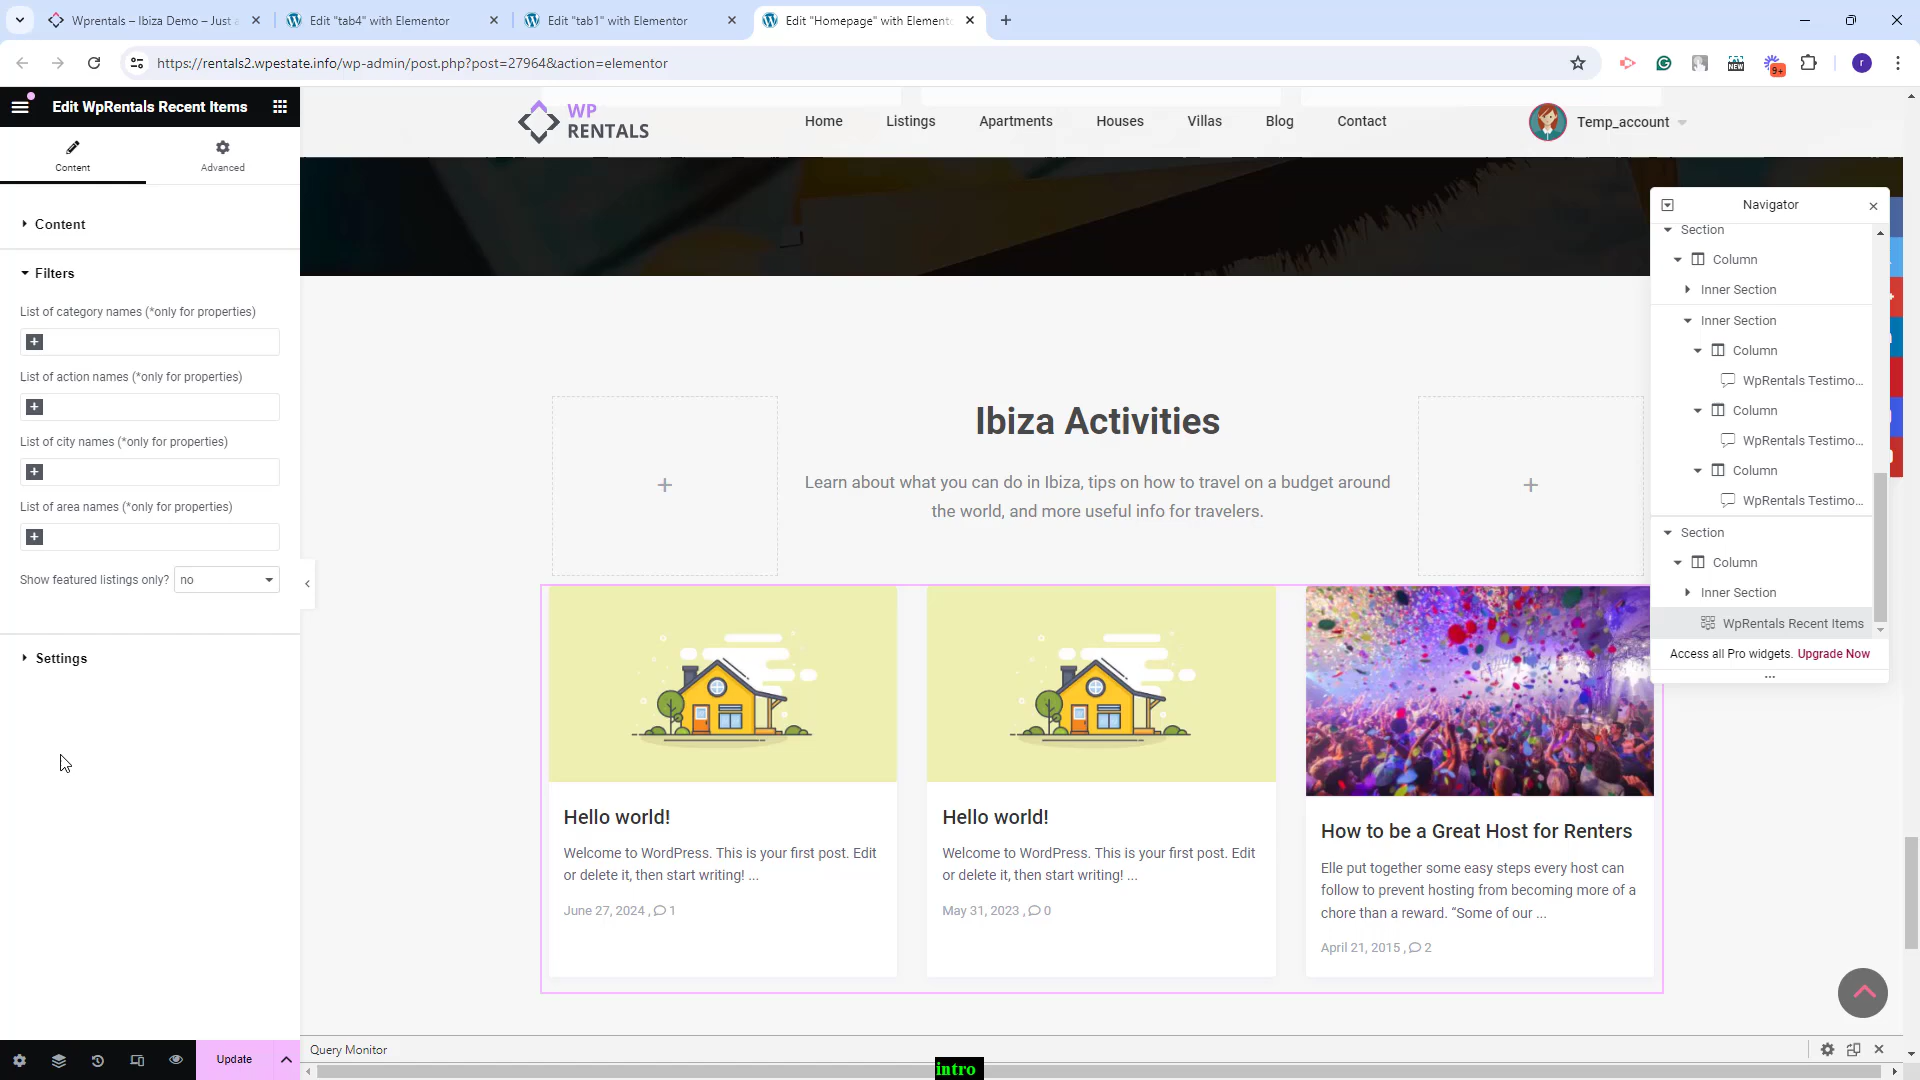 Wprentals – Ibiza Demo – Just a
Edit "tab4" with Elementor
Edit "tab1" with Elementor
Edit "Homepage" with Elemento
https://rentals2.wpestate.info/wp-admin/post.php?post=27964&action=elementor
NEW
9+
r
Edit WpRentals Recent Items
Content
Advanced
Content
Filters
List of category names (*only for properties)
List of action names (*only for properties)
List of city names (*only for properties)
List of area names (*only for properties)
Show featured listings only?
no
Settings
Update
WP
RENTALS
Home
Listings
Apartments
Houses
Villas
Blog
Contact
Temp_account
Ibiza Activities
Learn about what you can do in Ibiza, tips on how to travel on a budget around
the world, and more useful info for travelers.
Hello world!
Welcome to WordPress. This is your first post. Edit
or delete it, then start writing! ...
June 27, 2024 , 1
Hello world!
Welcome to WordPress. This is your first post. Edit
or delete it, then start writing! ...
May 31, 2023 , 0
How to be a Great Host for Renters
Elle put together some easy steps every host can
follow to prevent hosting from becoming more of a
chore than a reward. “Some of our ...
April 21, 2015 , 2
Navigator
Section
Column
Inner Section
Inner Section
Column
WpRentals Testimo...
Column
WpRentals Testimo...
Column
WpRentals Testimo...
Section
Column
Inner Section
WpRentals Recent Items
Access all Pro widgets. Upgrade Now
Query Monitor
intro